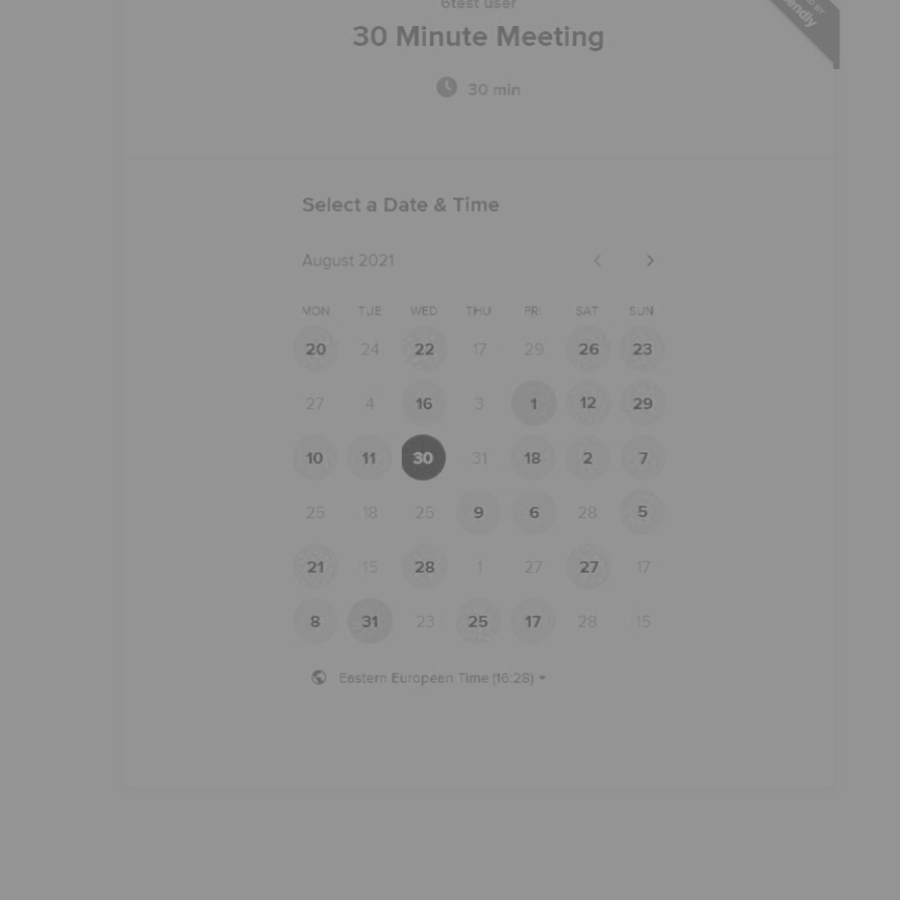 6test user
30 Minute Meeting
30 min
endly
Select a Date & Time
August 2021
MON TUE WED THU FRI SAT SUN
20 24 22 17 29 26 23
27 4 16 3 1 12 29
10 11 30 31 18 2 7
25 18 25 9 6 28 5
21 15 28 1 27 27 17
8 31 23 25 17 28 15
Eastern European Time (16:28)